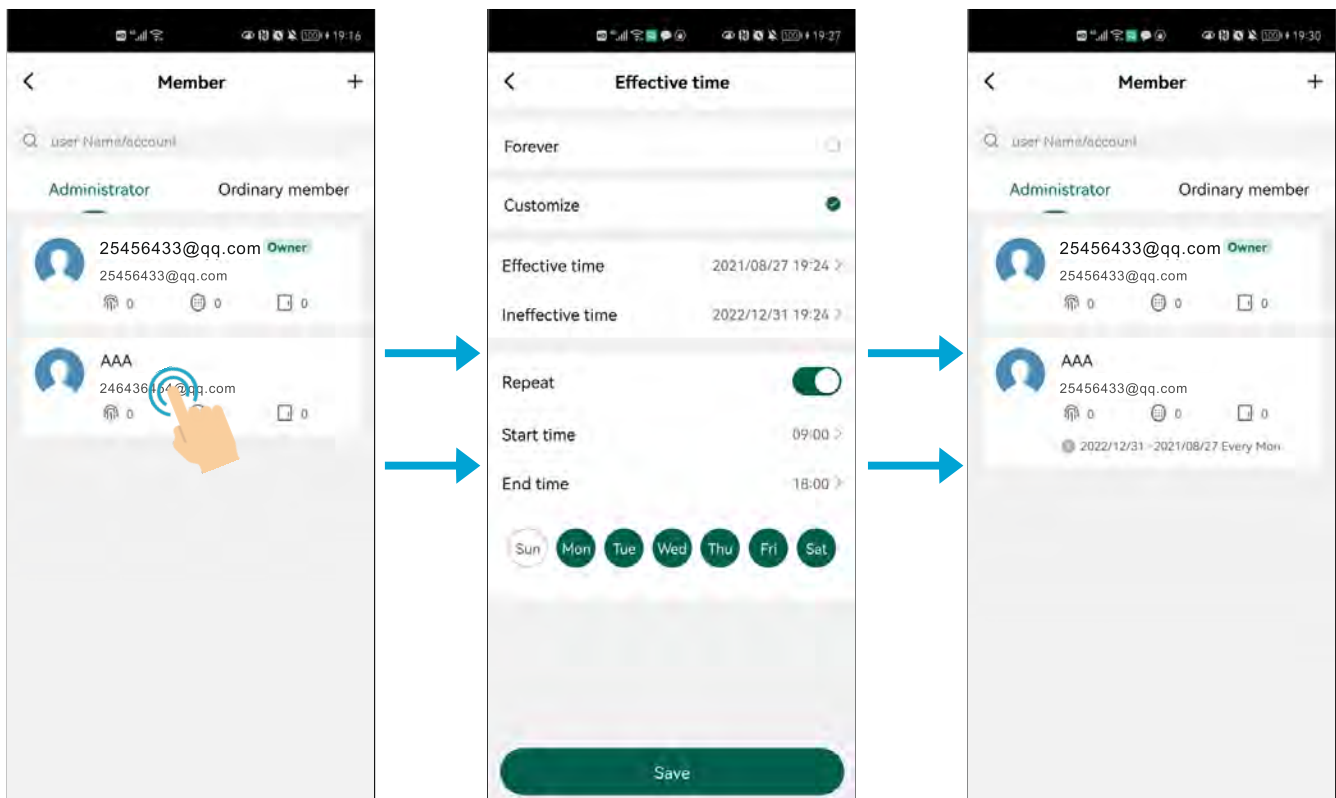 19:16
Member
+
user Name/account
Administrator Ordinary member
25456433@qq.com Owner
25456433@qq.com
0 0 0
AAA
246436454@qq.com
0 0
100 19:27
Effective time
Forever
Customize
Effective time 2021/08/27 19:24 >
Ineffective time 2022/12/31 19:24 >
Repeat
Start time 09:00 >
End time 18:00 >
Sun Mon Tue Wed Thu Fri Sat
Save
100 19:30
Member
+
user Name/account
Administrator Ordinary member
25456433@qq.com Owner
25456433@qq.com
0 0 0
AAA
25456433@qq.com
0 0 0
2022/12/31 -2021/08/27 Every Mon